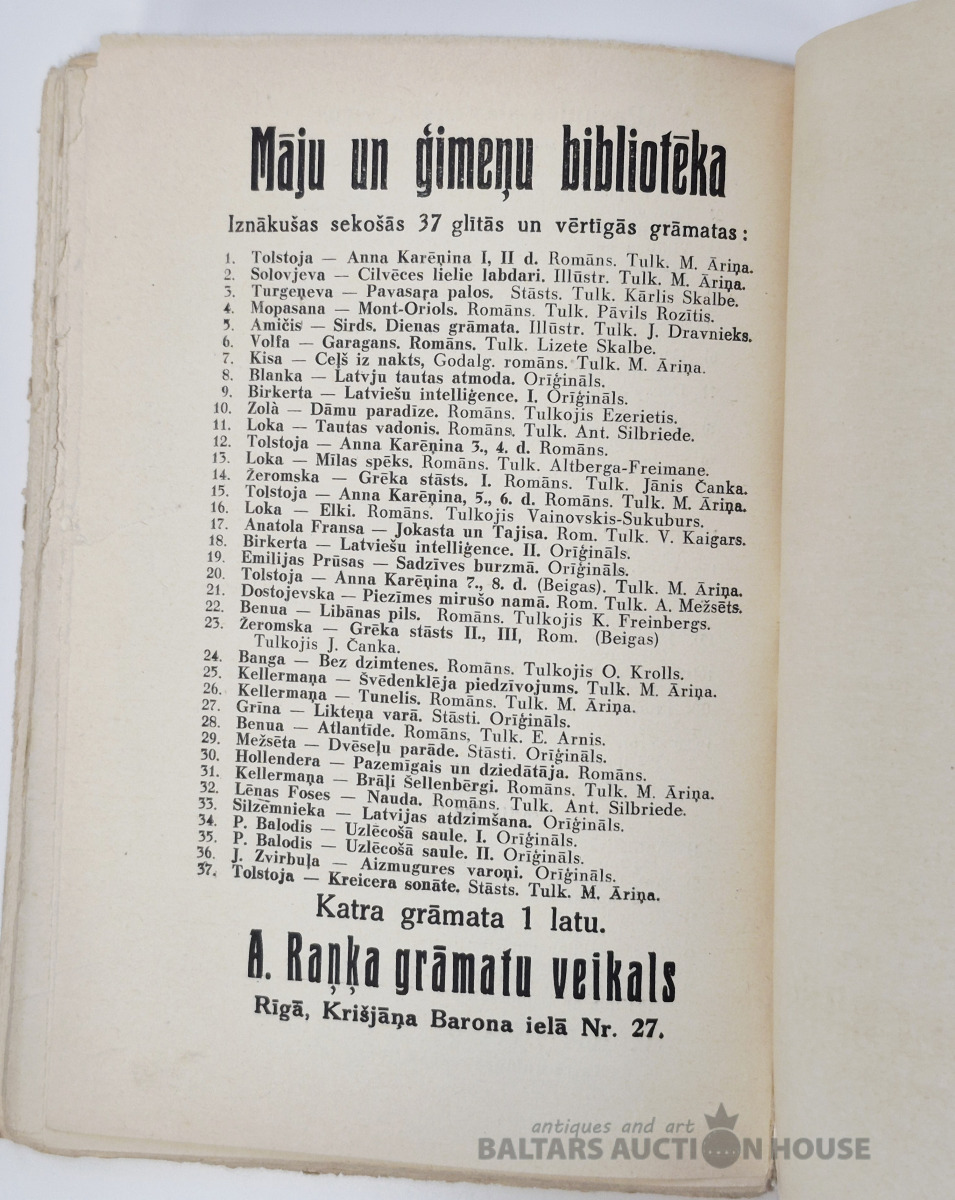 Māju un ģimeņu bibliotēka
Iznākušas sekošās 37 glītās un vērtīgās grāmatas:
1. Tolstoja — Anna Karēņina I, II d. Romāns. Tulk. M. Āriņa.
2. Solovjeva — Cilvēces lielie labdari. Illūstr. Tulk. M. Āriņa.
3. Turgeņeva — Pavasaŗa palos. Stāsts. Tulk. Kārlis Skalbe.
4. Mopasana — Mont-Oriols. Romāns. Tulk. Pāvils Rozītis.
5. Amičis — Sirds. Dienas grāmata. Illūstr. Tulk. J. Dravnieks.
6. Volfa — Garagans. Romāns. Tulk. Lizete Skalbe.
7. Kisa — Ceļš iz nakts, Godalg. romāns. Tulk. M. Āriņa.
8. Blanka — Latvju tautas atmoda. Orīģināls.
9. Birkerta — Latviešu intelliģence. I. Orīģināls.
10. Zolà — Dāmu paradīze. Romāns. Tulkojis Ezerietis.
11. Loka — Tautas vadonis. Romāns. Tulk. Ant. Silbriede.
12. Tolstoja — Anna Karēņina 3., 4. d. Romāns.
13. Loka — Mīlas spēks. Romāns. Tulk. Altberga-Freimane.
14. Žeromska — Grēka stāsts. I. Romāns. Tulk. Jānis Čanka.
15. Tolstoja — Anna Karēņina, 5., 6. d. Romāns. Tulk. M. Āriņa.
16. Loka — Elki. Romāns. Tulkojis Vainovskis-Sukuburs.
17. Anatola Fransa — Jokasta un Tajisa. Rom. Tulk. V. Kaigars.
18. Birkerta — Latviešu intelliģence. II. Orīģināls.
19. Emilijas Prūsas — Sadzīves burzmā. Orīģināls.
20. Tolstoja — Anna Karēņina 7., 8. d. (Beigas). Tulk. M. Āriņa.
21. Dostojevska — Piezīmes mirušo namā. Rom. Tulk. A. Mežsēts.
22. Benua — Libānas pils. Romāns. Tulkojis K. Freinbergs.
23. Žeromska — Grēka stāsts II., III, Rom. (Beigas)
Tulkojis J. Čanka.
24. Banga — Bez dzimtenes. Romāns. Tulkojis O. Krolls.
25. Kellermaņa — Švēdenklēja piedzīvojums. Tulk. M. Āriņa.
26. Kellermaņa — Tunelis. Romāns. Tulk. M. Āriņa.
27. Grīna — Likteņa varā. Stāsti. Orīģināls.
28. Benua — Atlantīde. Romāns, Tulk. E. Arnis.
29. Mežsēta — Dvēseļu parāde. Stāsti. Orīģināls.
30. Hollendera — Pazemīgais un dziedātāja. Romāns.
31. Kellermaņa — Brāļi Šellenbērgi. Romāns. Tulk. M. Āriņa.
32. Lēnas Foses — Nauda. Romāns. Tulk. Ant. Silbriede.
33. Silzēmnieka — Latvijas atdzimšana. Orīģināls.
34. P. Balodis — Uzlēcošā saule. I. Orīģināls.
35. P. Balodis — Uzlēcošā saule. II. Orīģināls.
36. J. Zvirbuļa — Aizmugures varoņi. Orīģināls.
37. Tolstoja — Kreicera sonāte. Stāsts. Tulk. M. Āriņa.
Katra grāmata 1 latu.
A. Raņķa grāmatu veikals
Rīgā, Krišjāņa Barona ielā Nr. 27.
antiques and art
BALTARS AUCTION HOUSE